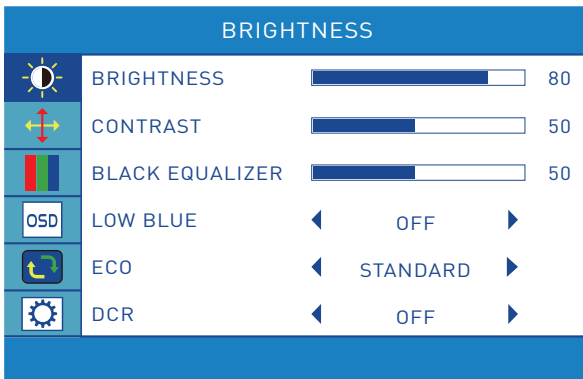 BRIGHTNESS
BRIGHTNESS 80
CONTRAST 50
BLACK EQUALIZER 50
OSD LOW BLUE OFF
ECO STANDARD
DCR OFF